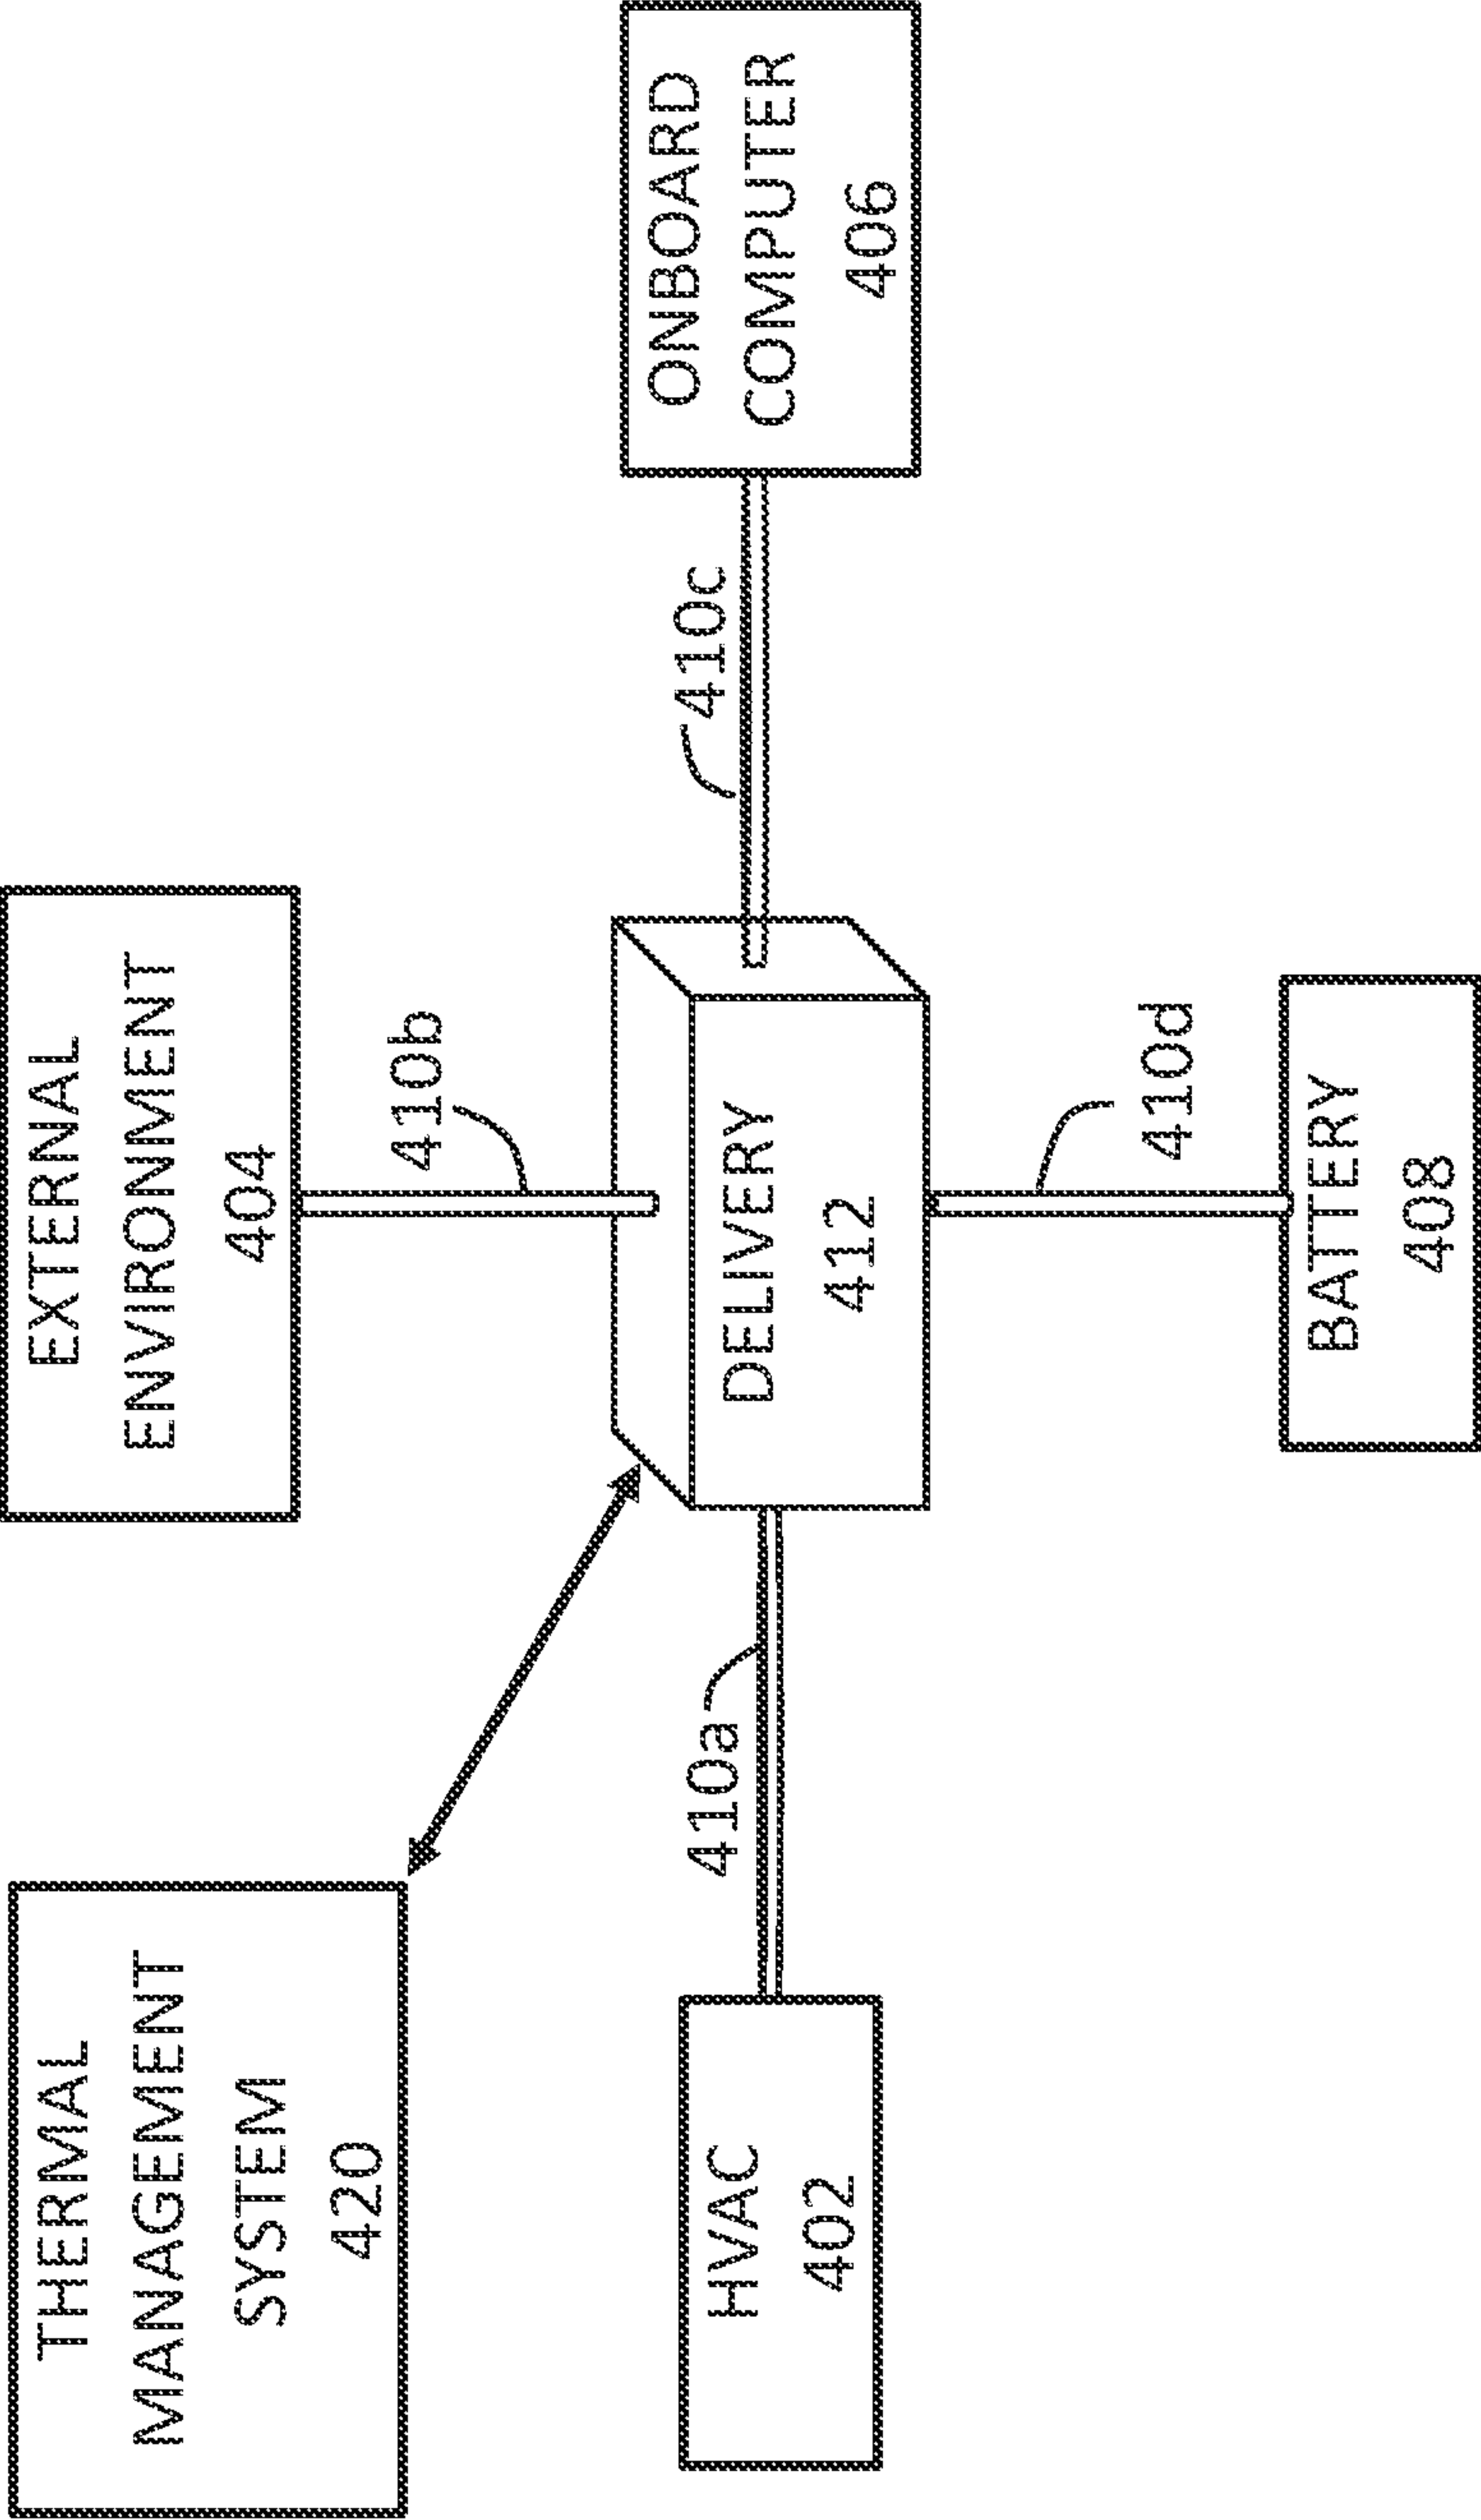 THERMAL
MANAGEMENT
SYSTEM
420
EXTERNAL
ENVIRONMENT
404
410b
HVAC
402
410a
DELIVERY
412
410c
ONBOARD
COMPUTER
406
410d
BATTERY
408